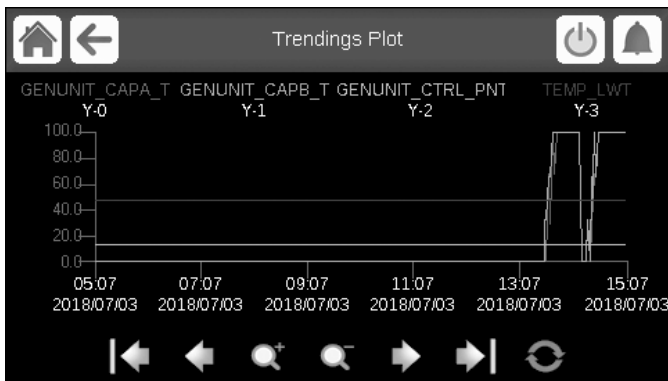 Trendings Plot
GENUNIT_CAPA_T GENUNIT_CAPB_T GENUNIT_CTRL_PNT TEMP_LWT
Y-0 Y-1 Y-2 Y-3
100.0
80.0
60.0
40.0
20.0
0.0
05:07 07:07 09:07 11:07 13:07 15:07
2018/07/03 2018/07/03 2018/07/03 2018/07/03 2018/07/03 2018/07/03